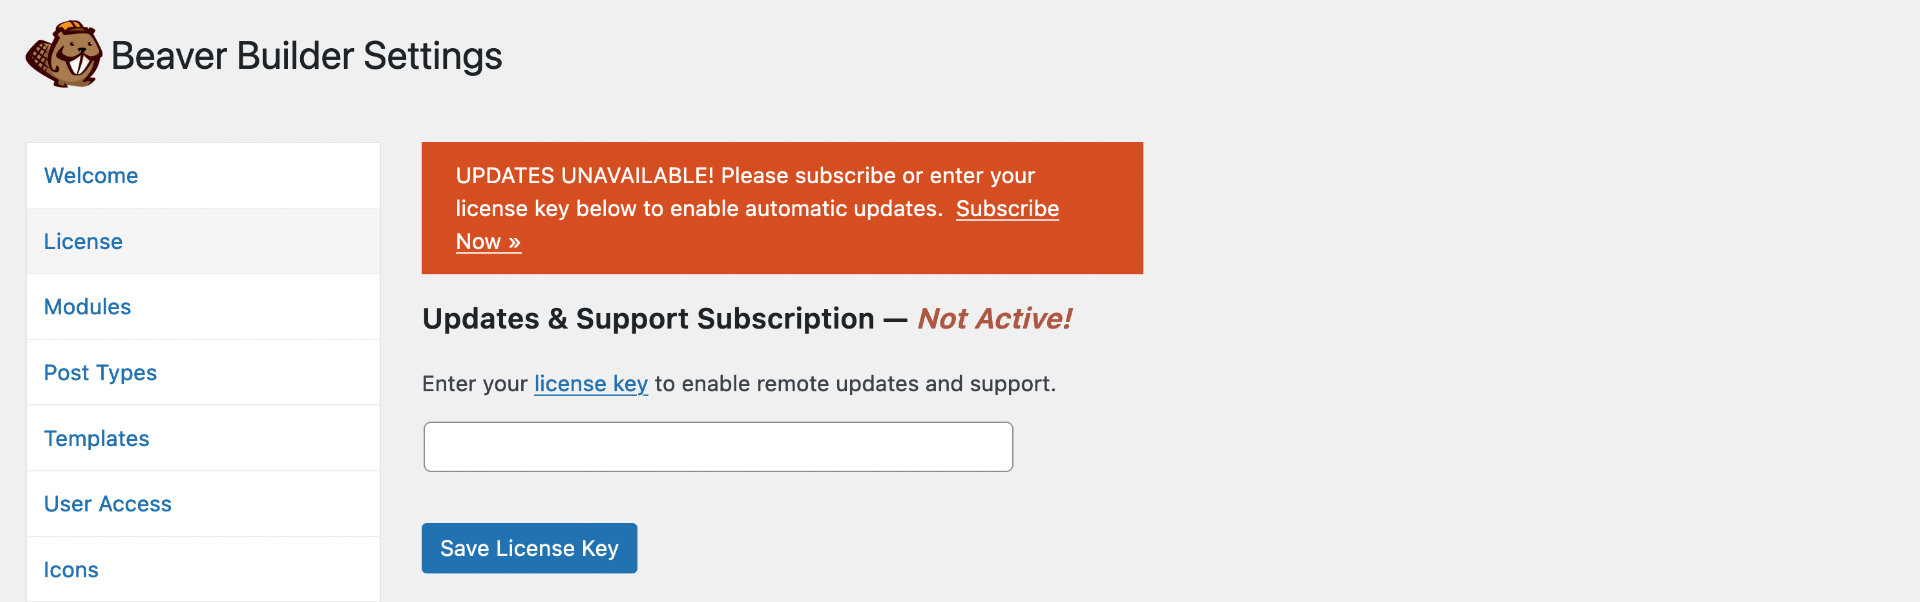 Beaver Builder Settings
Welcome
License
Modules
Post Types
Templates
User Access
Icons
UPDATES UNAVAILABLE! Please subscribe or enter your
license key below to enable automatic updates. Subscribe
Now »
Updates & Support Subscription — Not Active!
Enter your license key to enable remote updates and support.
Save License Key